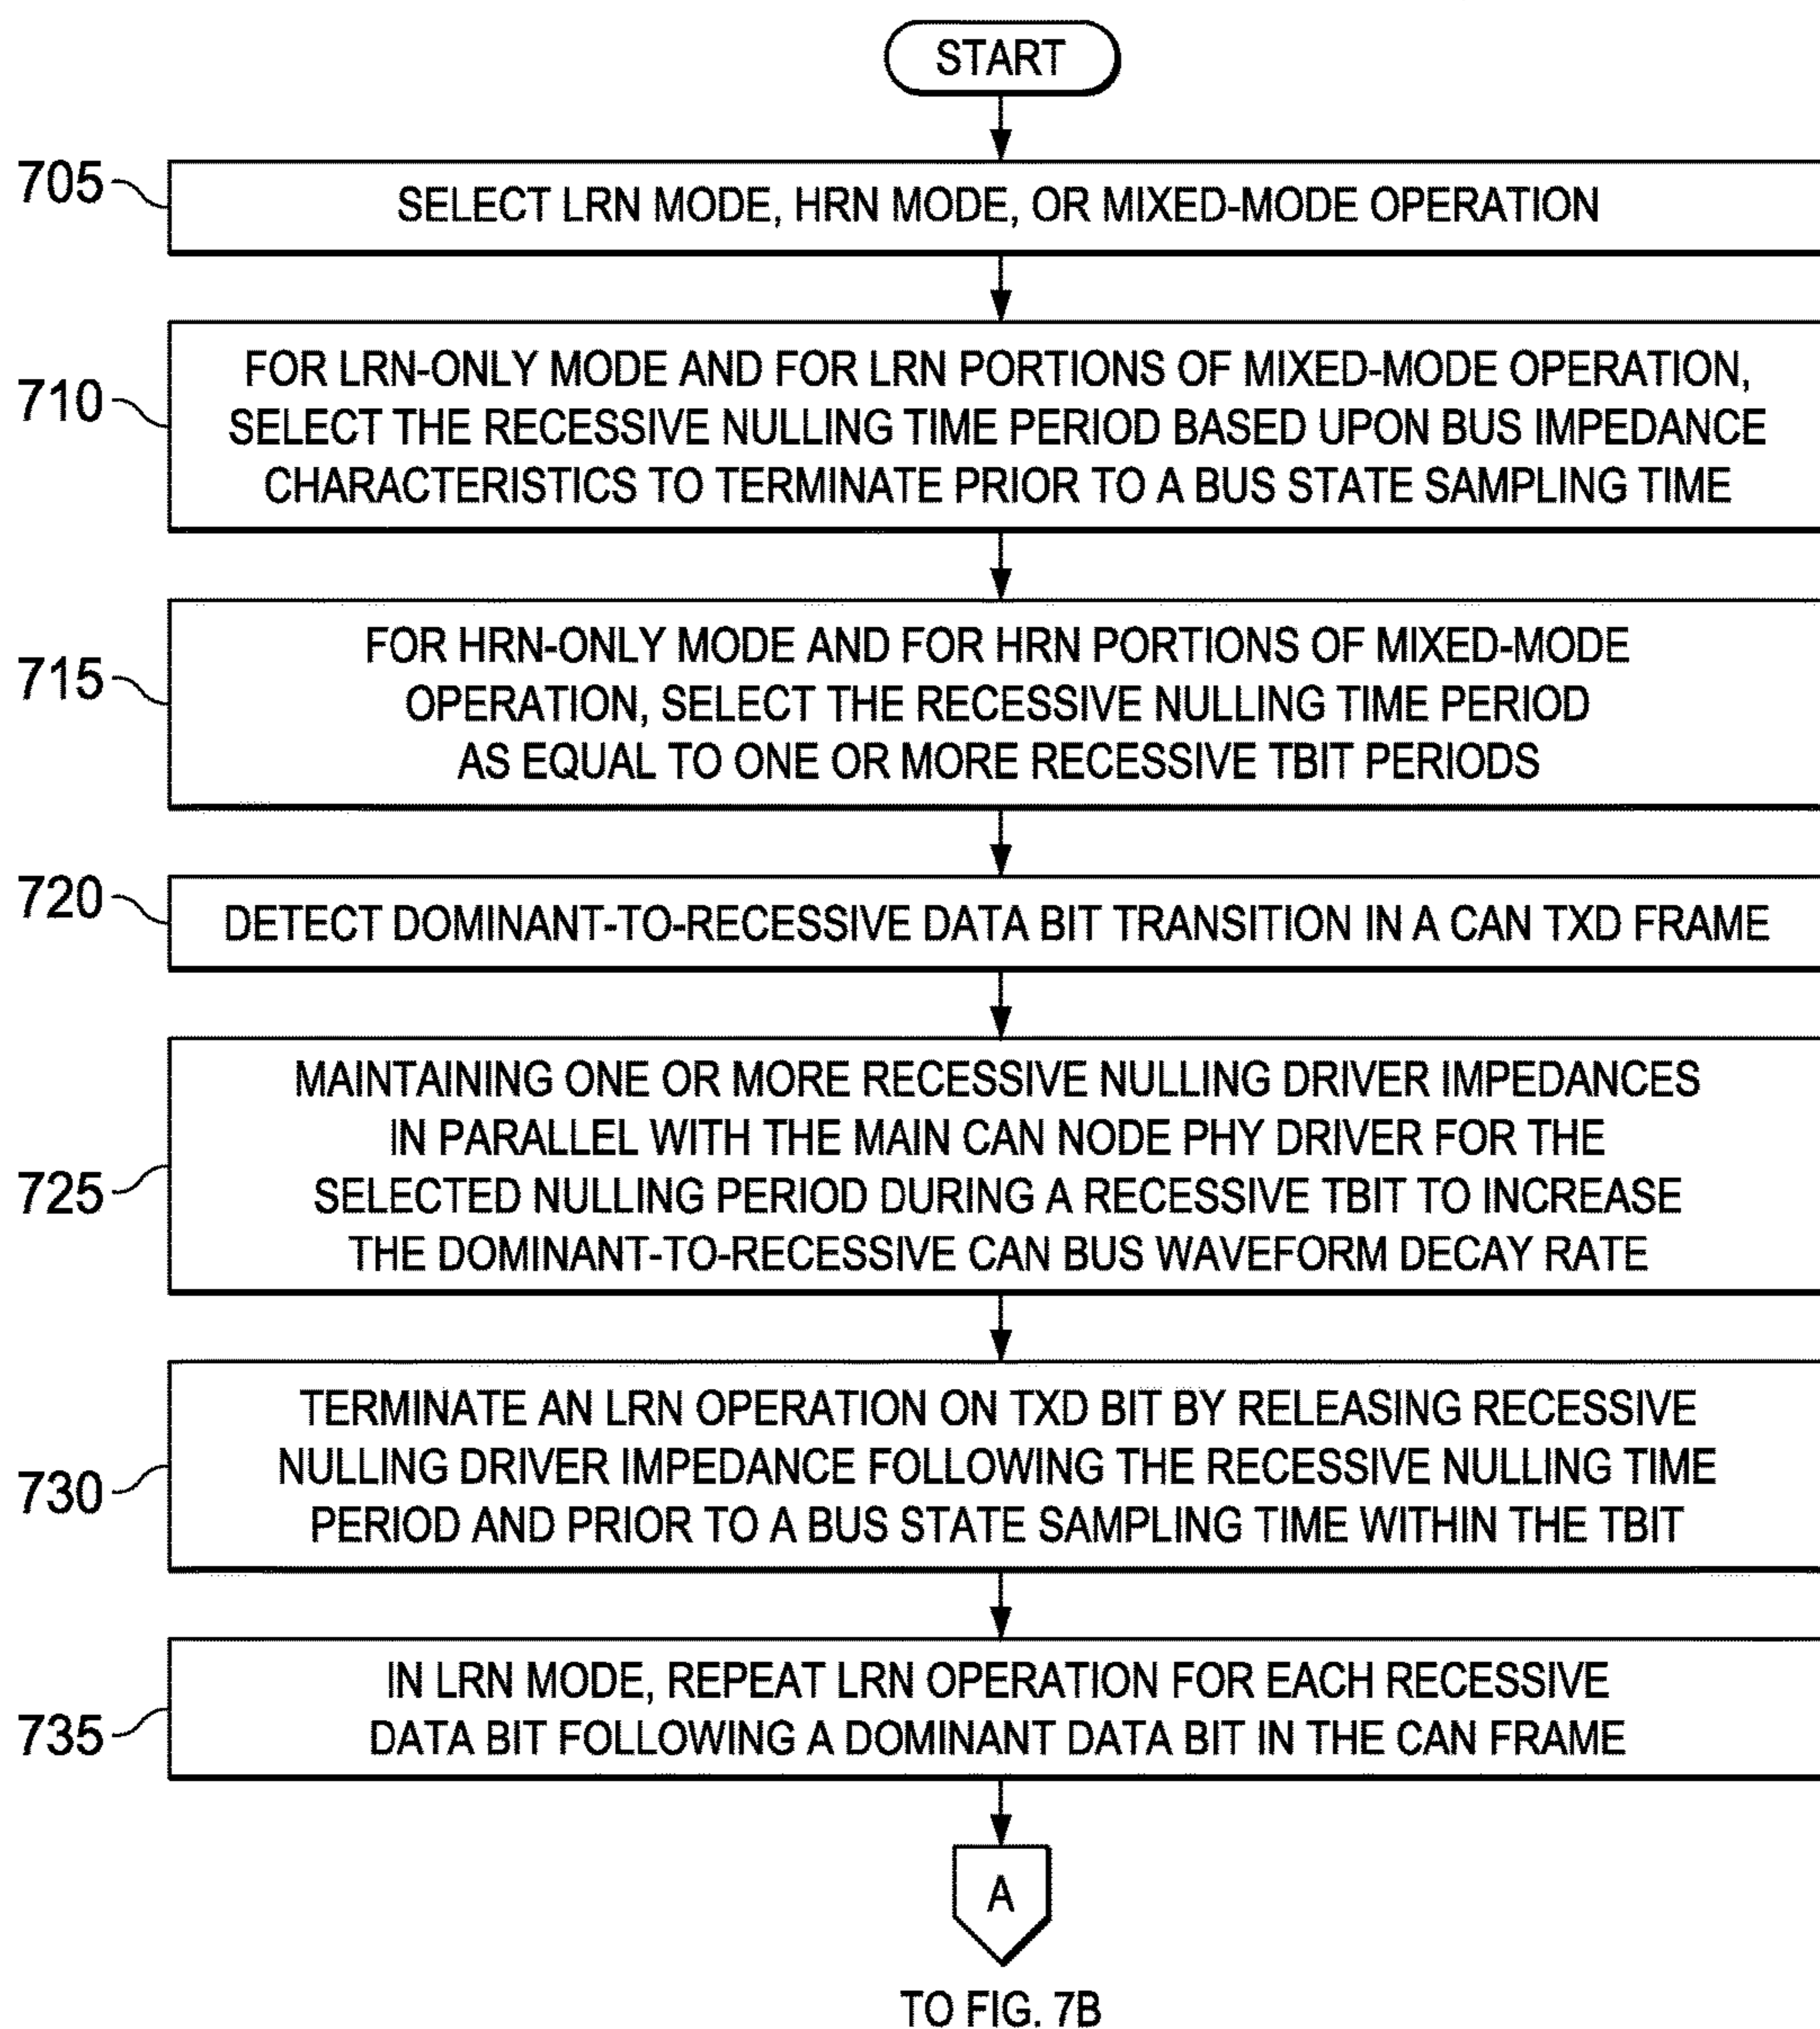 START
705
SELECT LRN MODE, HRN MODE, OR MIXED-MODE OPERATION
710
FOR LRN-ONLY MODE AND FOR LRN PORTIONS OF MIXED-MODE OPERATION,
SELECT THE RECESSIVE NULLING TIME PERIOD BASED UPON BUS IMPEDANCE
CHARACTERISTICS TO TERMINATE PRIOR TO A BUS STATE SAMPLING TIME
715
FOR HRN-ONLY MODE AND FOR HRN PORTIONS OF MIXED-MODE
OPERATION, SELECT THE RECESSIVE NULLING TIME PERIOD
AS EQUAL TO ONE OR MORE RECESSIVE TBIT PERIODS
720
DETECT DOMINANT-TO-RECESSIVE DATA BIT TRANSITION IN A CAN TXD FRAME
725
MAINTAINING ONE OR MORE RECESSIVE NULLING DRIVER IMPEDANCES
IN PARALLEL WITH THE MAIN CAN NODE PHY DRIVER FOR THE
SELECTED NULLING PERIOD DURING A RECESSIVE TBIT TO INCREASE
THE DOMINANT-TO-RECESSIVE CAN BUS WAVEFORM DECAY RATE
730
TERMINATE AN LRN OPERATION ON TXD BIT BY RELEASING RECESSIVE
NULLING DRIVER IMPEDANCE FOLLOWING THE RECESSIVE NULLING TIME
PERIOD AND PRIOR TO A BUS STATE SAMPLING TIME WITHIN THE TBIT
735
IN LRN MODE, REPEAT LRN OPERATION FOR EACH RECESSIVE
DATA BIT FOLLOWING A DOMINANT DATA BIT IN THE CAN FRAME
A
TO FIG. 7B